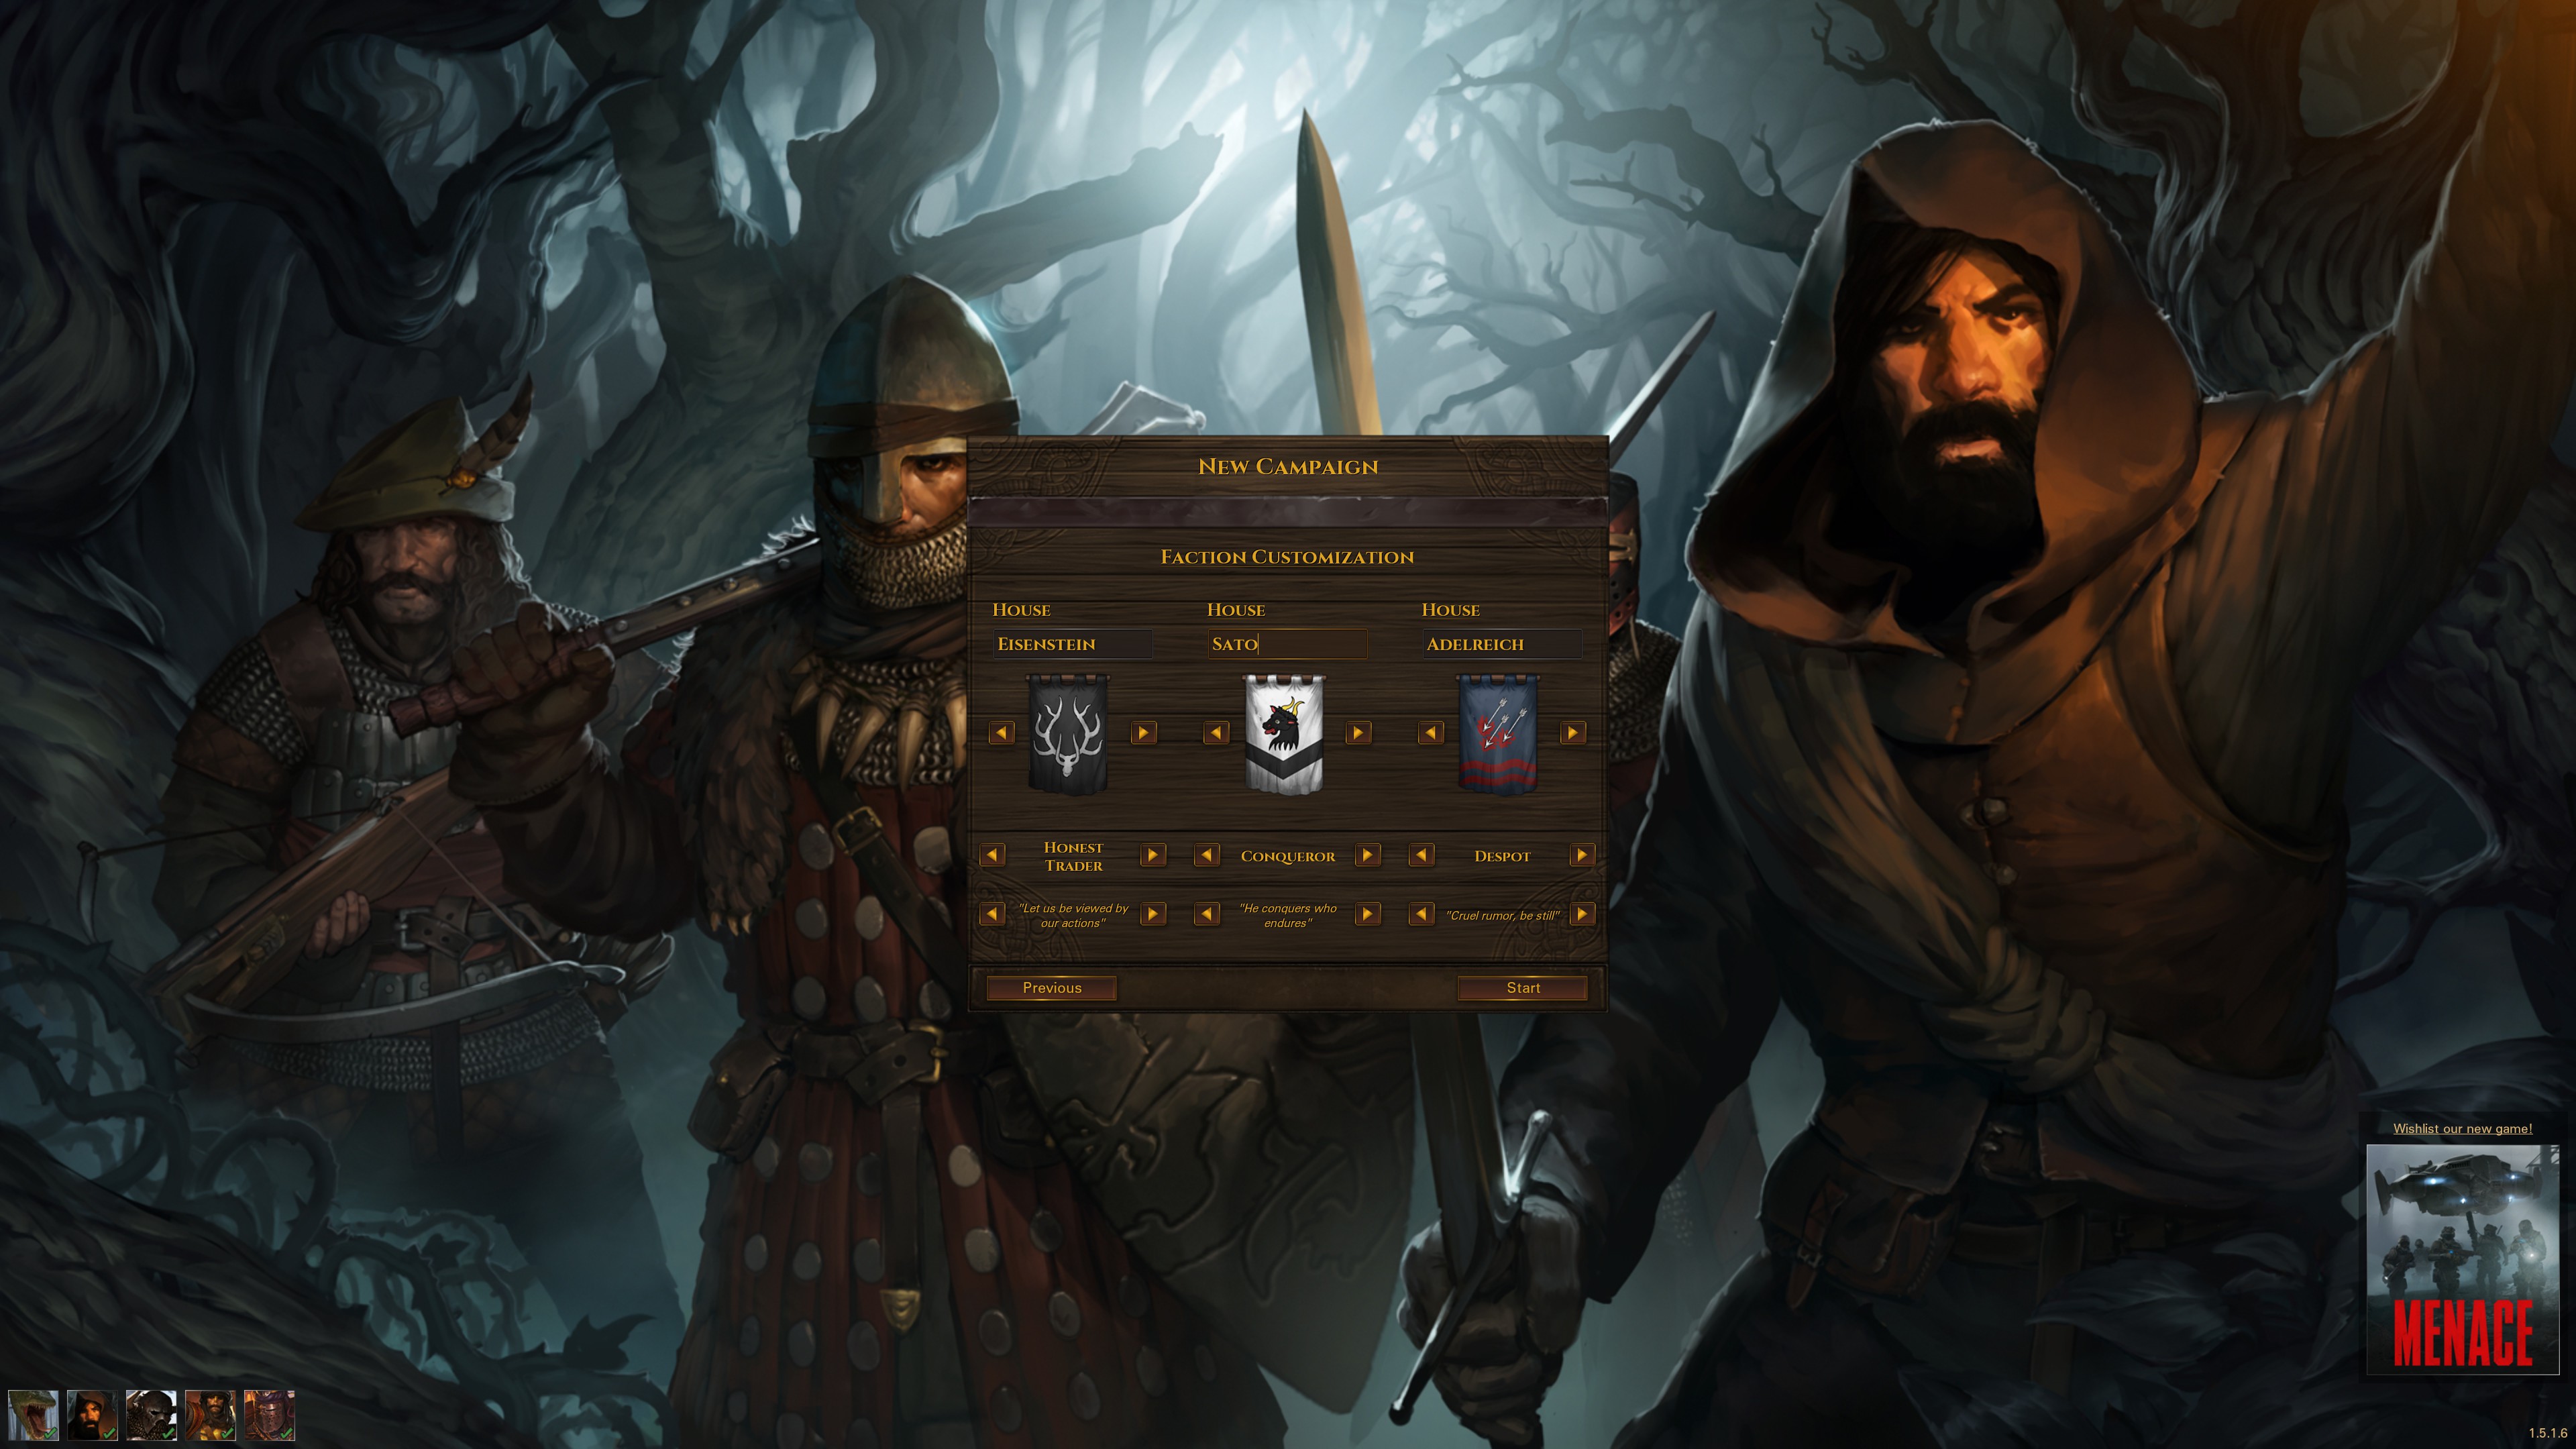 New Campaign
Faction Customization
House House House
Eisenstein Sato Adelreich
Honest
Trader
Conqueror
Despot
"Let us be viewed by
our actions"
"He conquers who
endures"
"Cruel rumor, be still"
Previous Start
Wishlist our new game!
MENACE
1.5.1.6